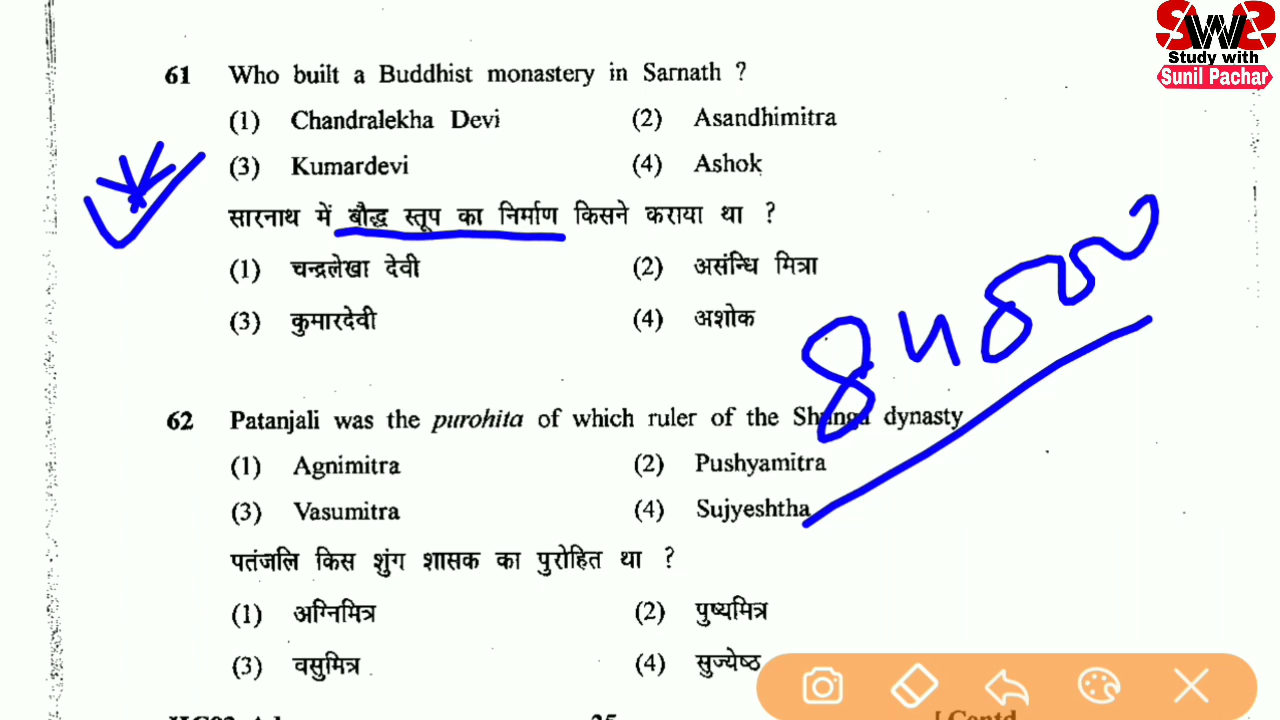 SWS
Study with
Sunil Pachar
61 Who built a Buddhist monastery in Sarnath ?
(1) Chandralekha Devi (2) Asandhimitra
(3) Kumardevi (4) Ashok
सारनाथ में बौद्ध स्तूप का निर्माण किसने कराया था ?
(1) चन्द्रलेखा देवी (2) असंन्धि मित्रा
(3) कुमारदेवी (4) अशोक
62 Patanjali was the purohita of which ruler of the Shunga dynasty
(1) Agnimitra (2) Pushyamitra
(3) Vasumitra (4) Sujyeshtha
पतंजलि किस शुंग शासक का पुरोहित था ?
(1) अग्निमित्र (2) पुष्यमित्र
(3) वसुमित्र (4) सुज्येष्ठ
25 [ Contd